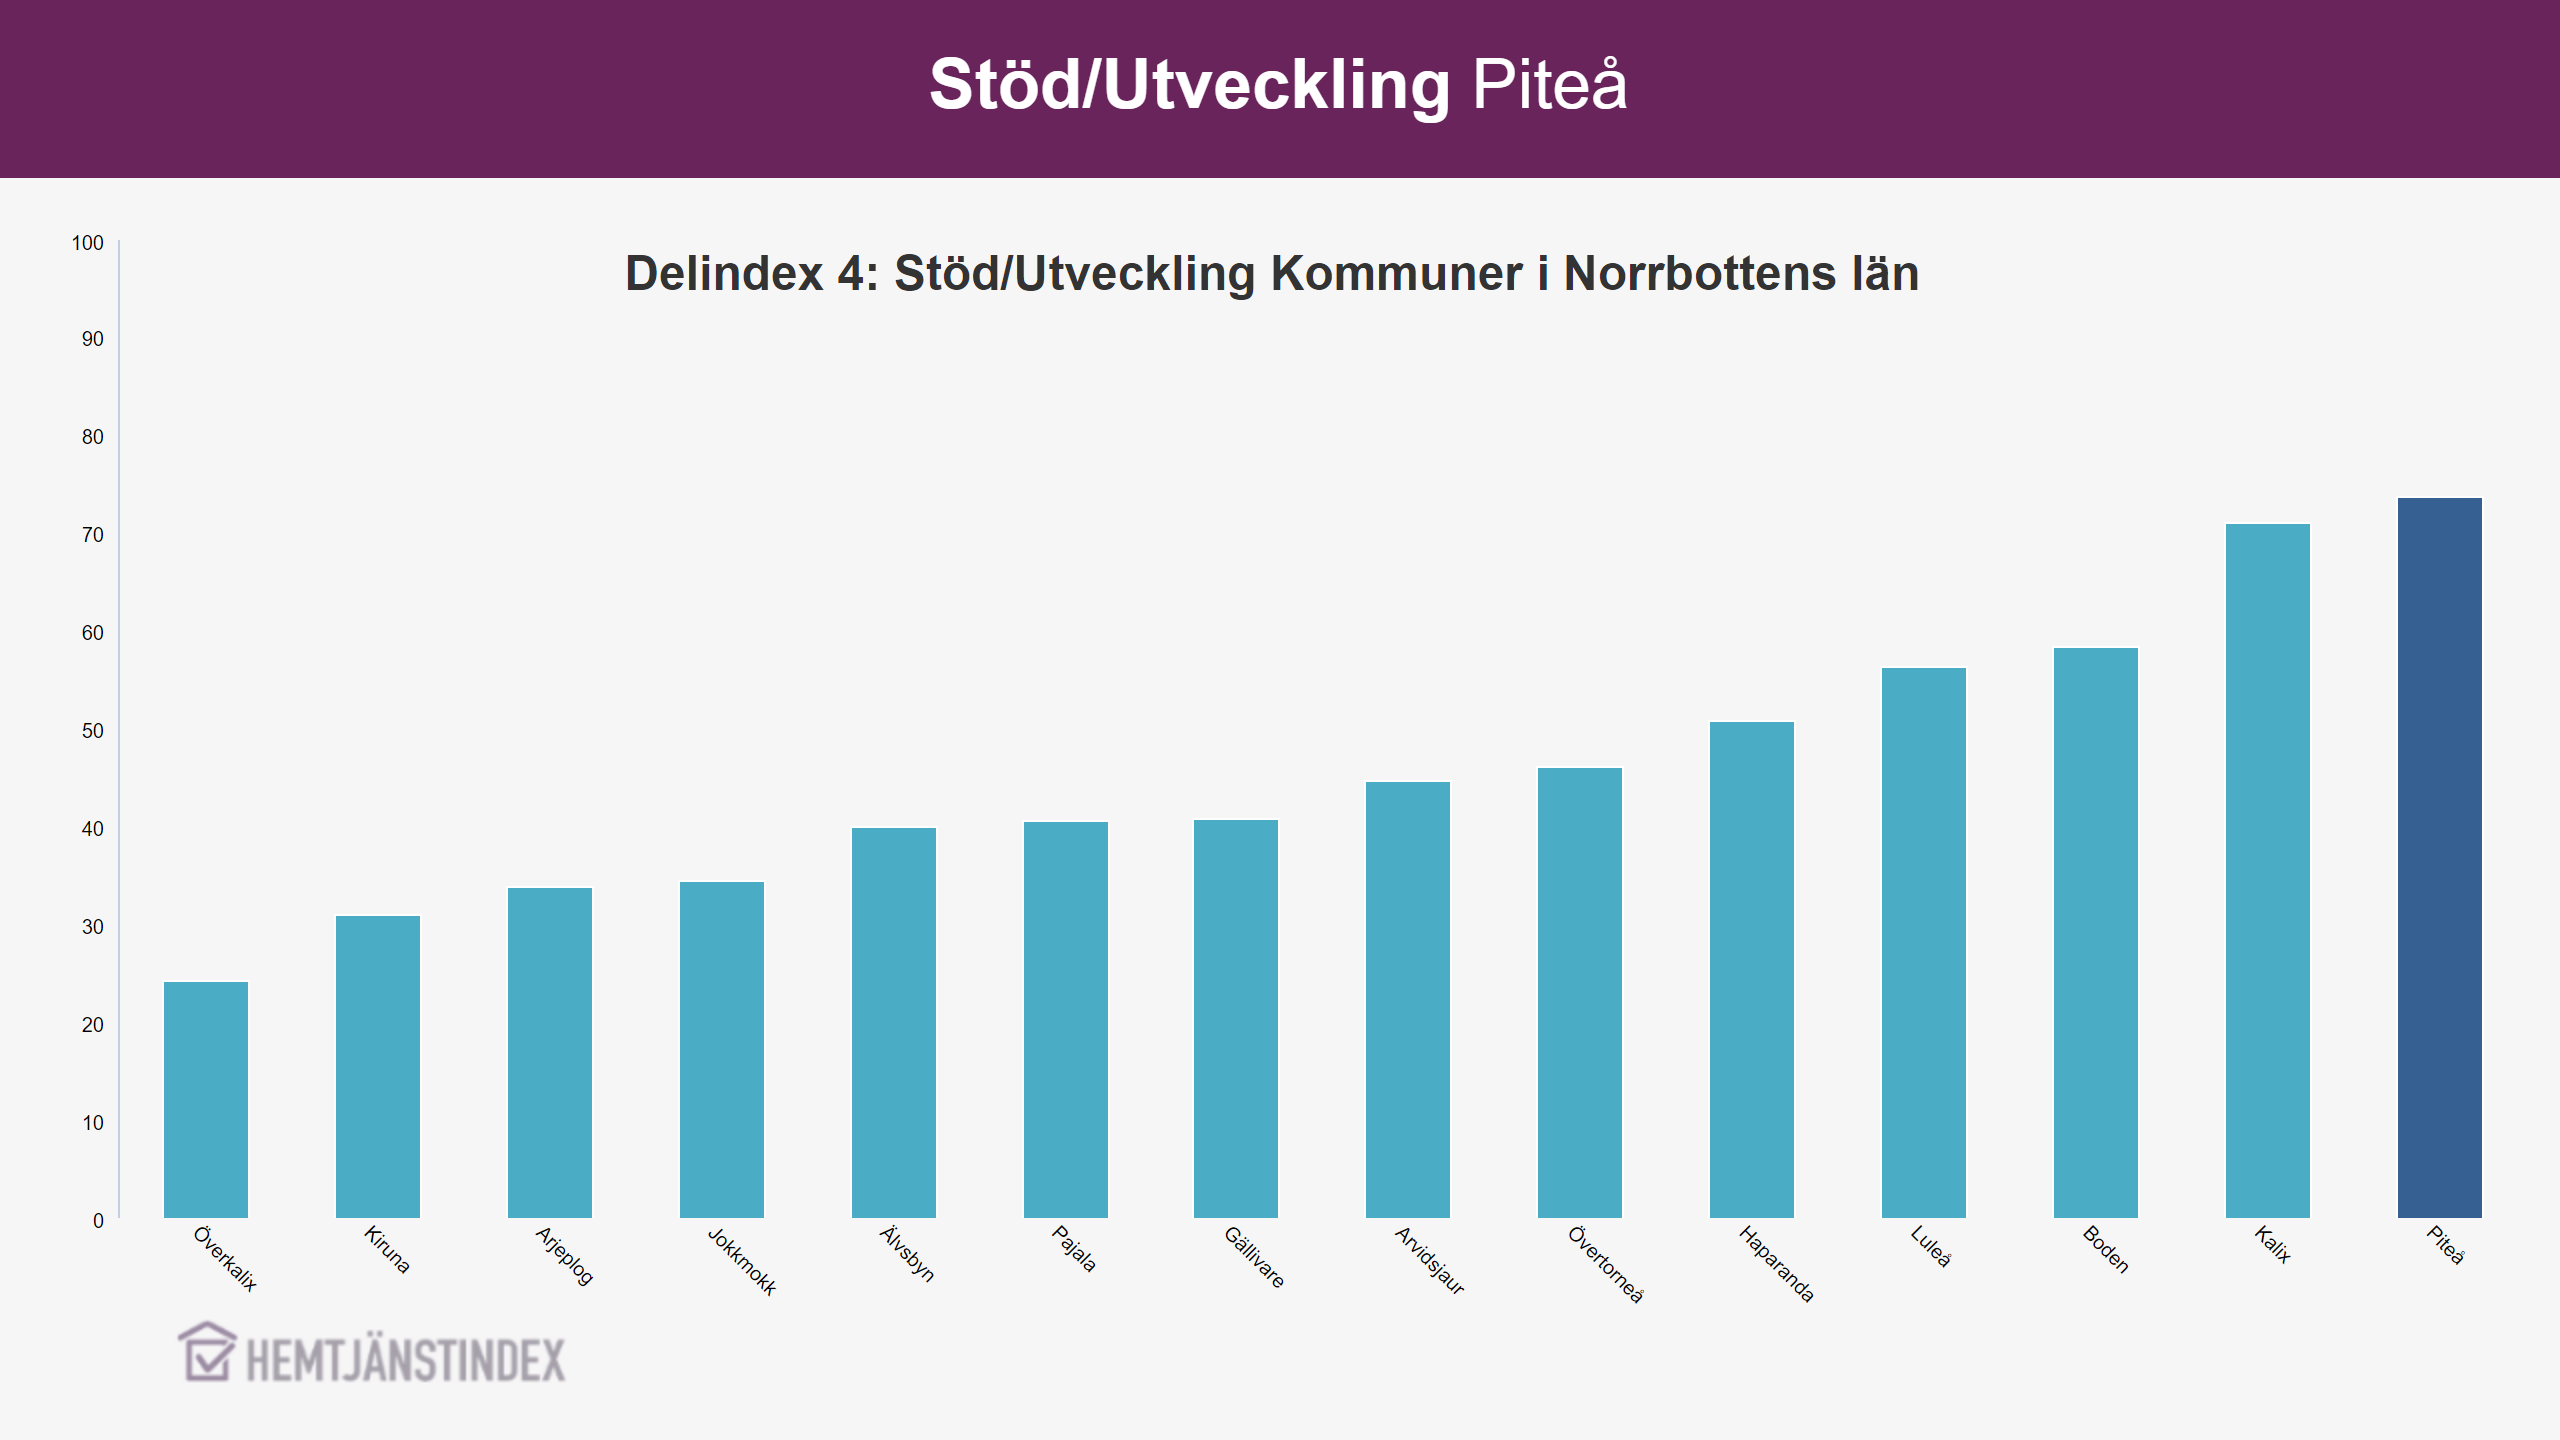 Stöd/Utveckling Piteå
Delindex 4: Stöd/Utveckling Kommuner i Norrbottens län
100
90
80
70
60
50
40
30
20
10
0
Överkalix
Kiruna
Arjeplog
Jokkmokk
Älvsbyn
Pajala
Gällivare
Arvidsjaur
Övertorneå
Haparanda
Luleå
Boden
Kalix
Piteå
HEMTJÄNSTINDEX